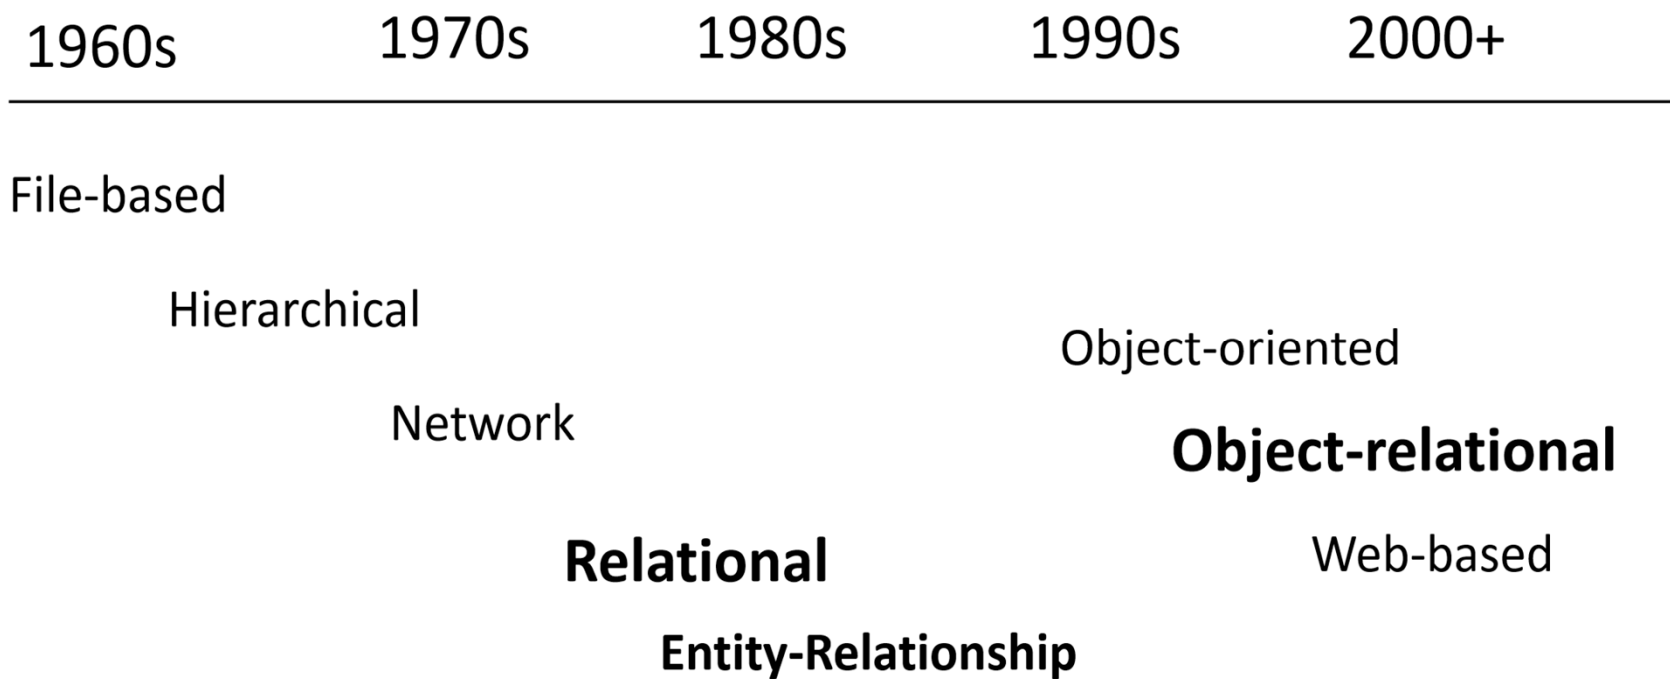 1960s 1970s 1980s 1990s 2000+
File-based
Hierarchical
Object-oriented
Network
Object-relational
Relational
Web-based
Entity-Relationship